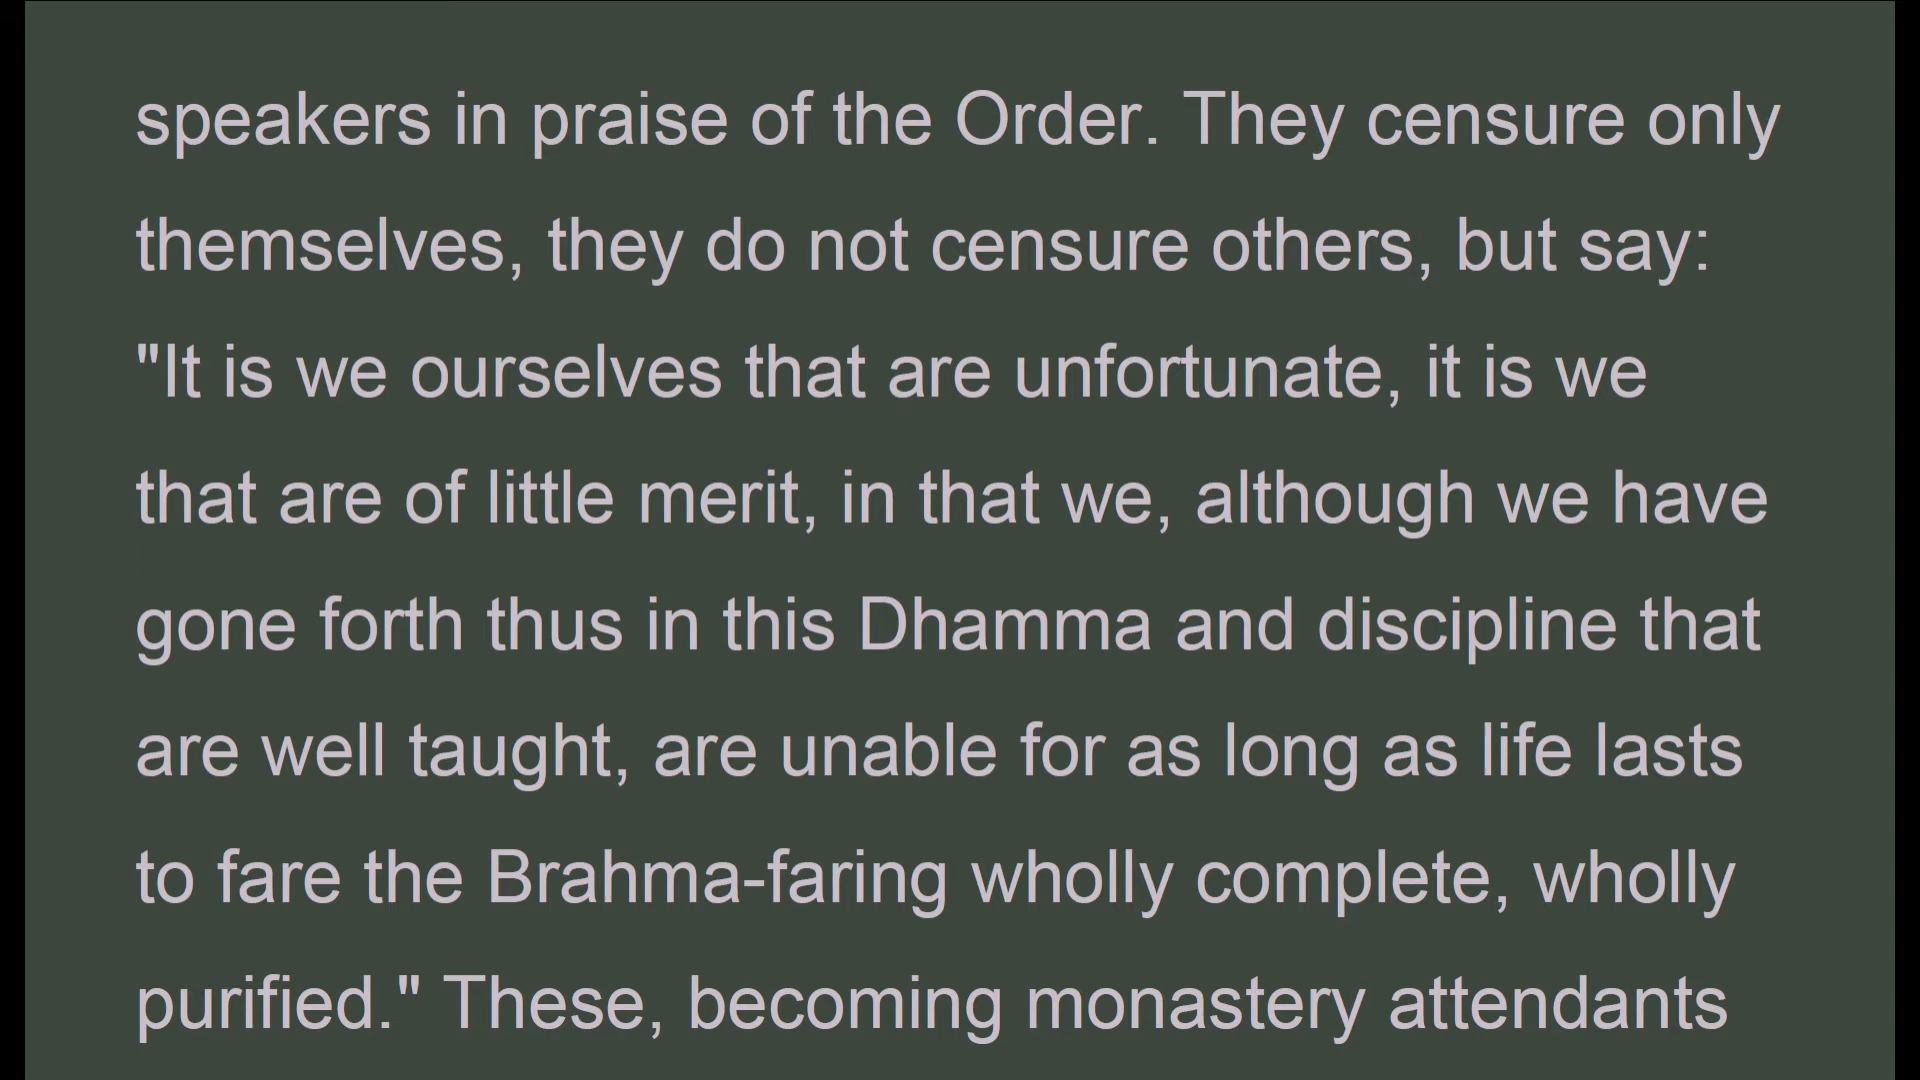 speakers in praise of the Order. They censure only
themselves, they do not censure others, but say:
"It is we ourselves that are unfortunate, it is we
that are of little merit, in that we, although we have
gone forth thus in this Dhamma and discipline that
are well taught, are unable for as long as life lasts
to fare the Brahma-faring wholly complete, wholly
purified." These, becoming monastery attendants